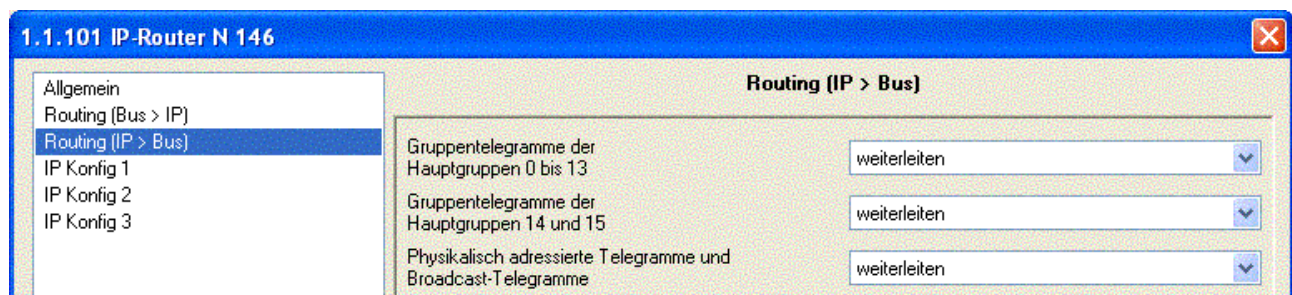 1.1.101 IP-Router N 146
Allgemein
Routing (Bus > IP)
Routing (IP > Bus)
IP Konfig 1
IP Konfig 2
IP Konfig 3
Routing (IP > Bus)
Gruppentelegramme der
Hauptgruppen 0 bis 13
weiterleiten
Gruppentelegramme der
Hauptgruppen 14 und 15
weiterleiten
Physikalisch adressierte Telegramme und
Broadcast-Telegramme
weiterleiten